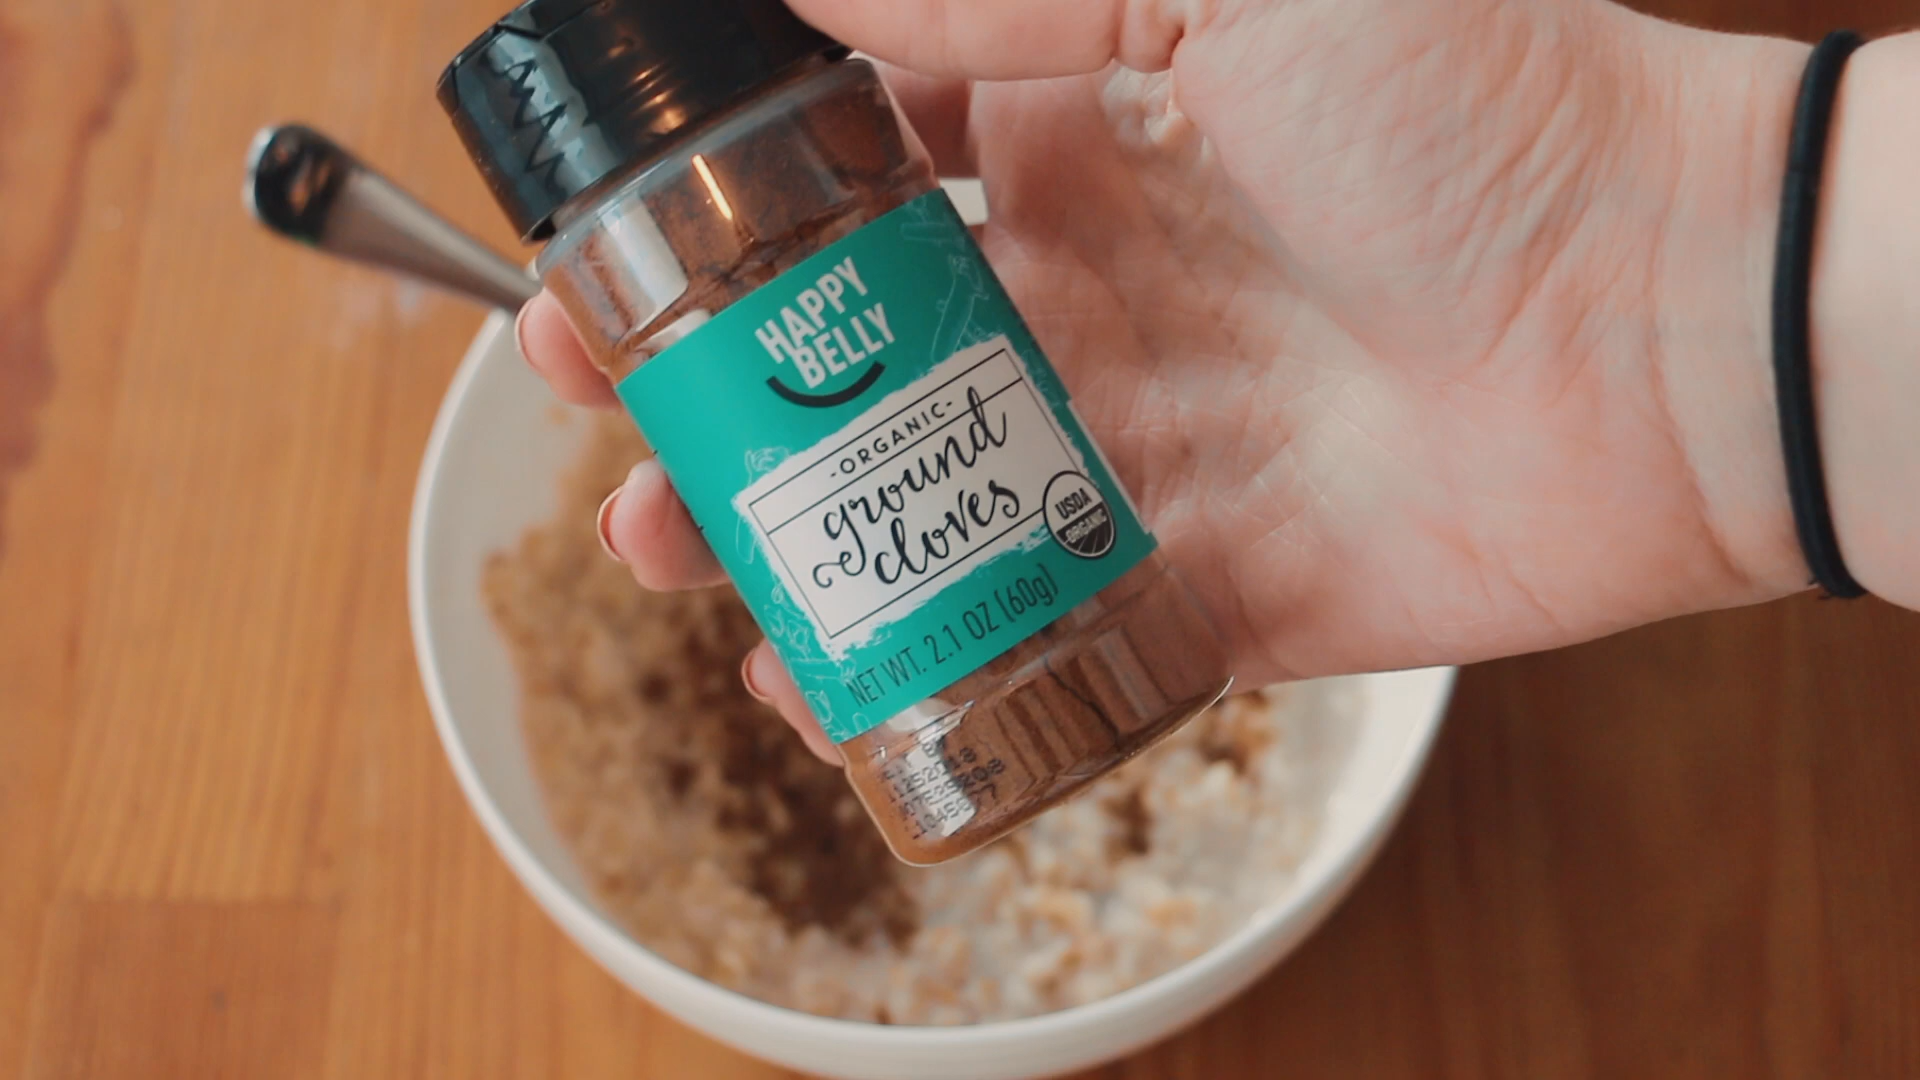 HAPPY
BELLY
-ORGANIC-
ground
cloves
USDA
ORGANIC
NET WT. 2.1 OZ (60g)